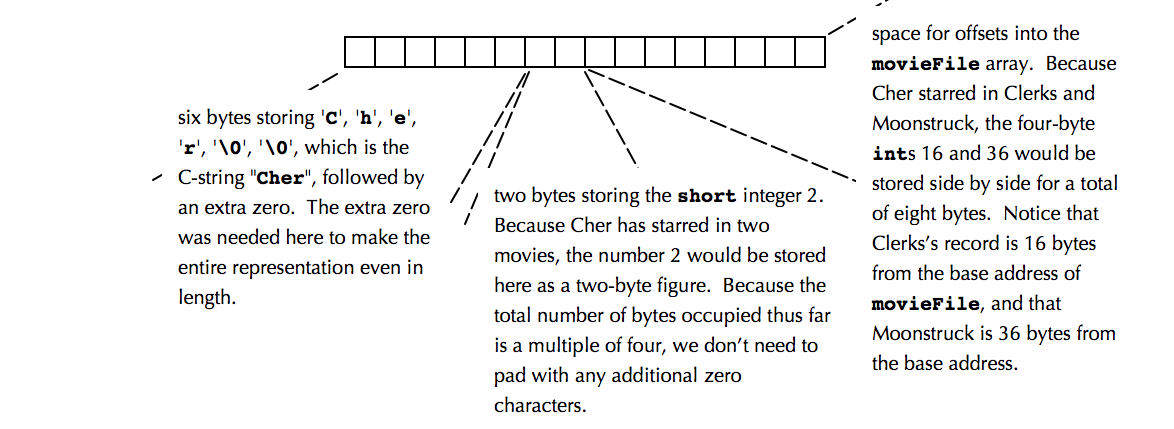 six bytes storing 'C', 'h', 'e',
'r', '\0', '\0', which is the
C-string "Cher", followed by
an extra zero.  The extra zero
was needed here to make the
entire representation even in
length.
two bytes storing the short integer 2.
Because Cher has starred in two
movies, the number 2 would be stored
here as a two-byte figure.  Because the
total number of bytes occupied thus far
is a multiple of four, we don’t need to
pad with any additional zero
characters.
space for offsets into the
movieFile array.  Because
Cher starred in Clerks and
Moonstruck, the four-byte
ints 16 and 36 would be
stored side by side for a total
of eight bytes.  Notice that
Clerks’s record is 16 bytes
from the base address of
movieFile, and that
Moonstruck is 36 bytes from
the base address.